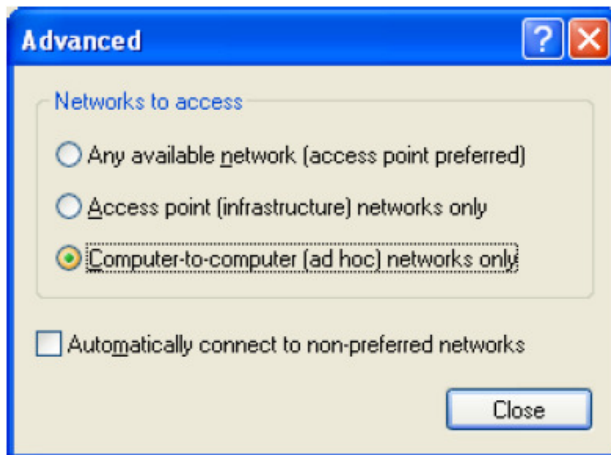 Advanced
Networks to access
Any available network (access point preferred)
Access point (infrastructure) networks only
Computer-to-computer (ad hoc) networks only
Automatically connect to non-preferred networks
Close